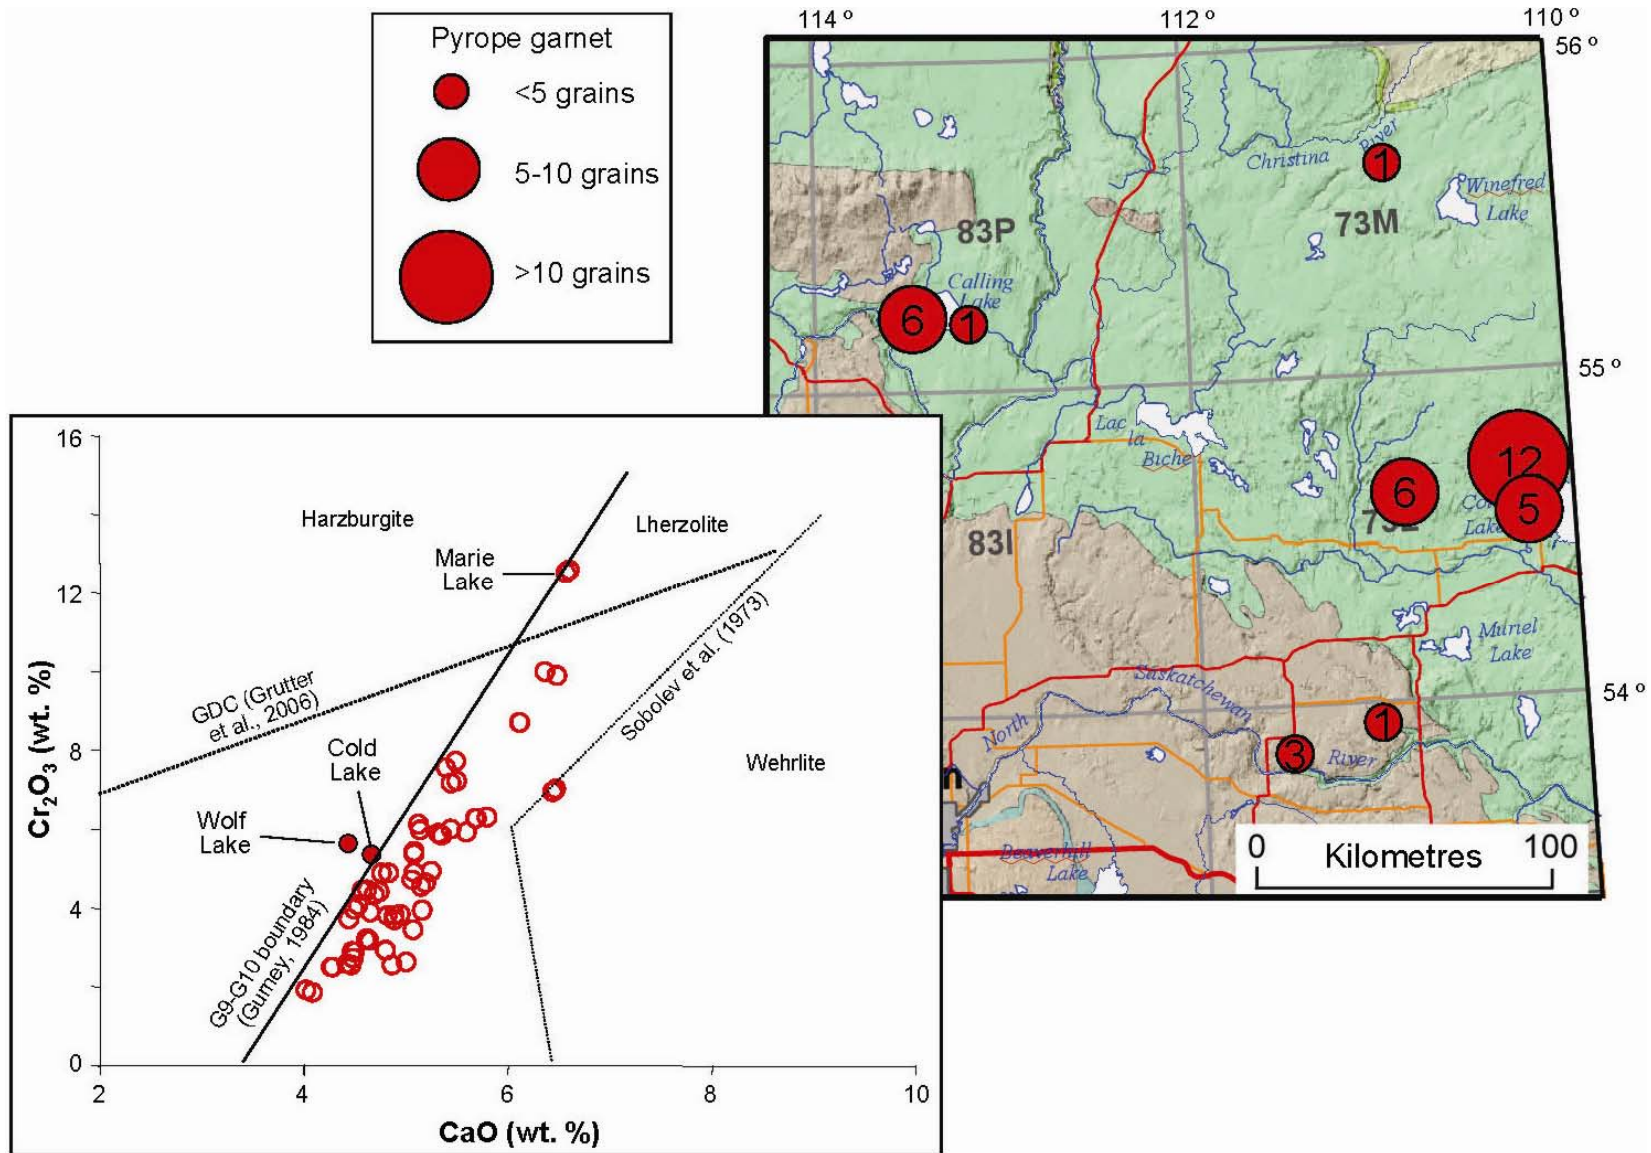 Pyrope garnet
<5 grains
5-10 grains
>10 grains
114 º
112 º
110 º
56 º
Christina
River
1
Winefred
Lake
83P
73M
Calling
Lake
6
1
55 º
Lac
la
Biche
12
6
5
Lake
83I
Muriel
Lake
Saskatchewan
54 º
North
1
3
River
Beaverhill
Lake
0
Kilometres
100
16
12
8
4
0
Cr2O3 (wt. %)
Harzburgite
Lherzolite
Marie
Lake
GDC (Grutter
et al., 2006)
Sobolev et al. (1973)
Cold
Lake
Wehrlite
Wolf
Lake
G9-G10 boundary
(Gurney, 1984)
2
4
6
8
10
CaO (wt. %)